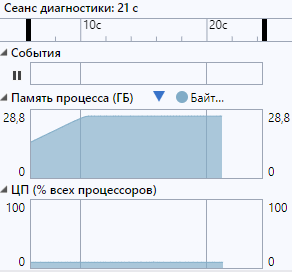 Сеанс диагностики: 21 с
10с 20с
События
Память процесса (ГБ) Байт...
28,8 28,8
0 0
ЦП (% всех процессоров)
100 100
0 0